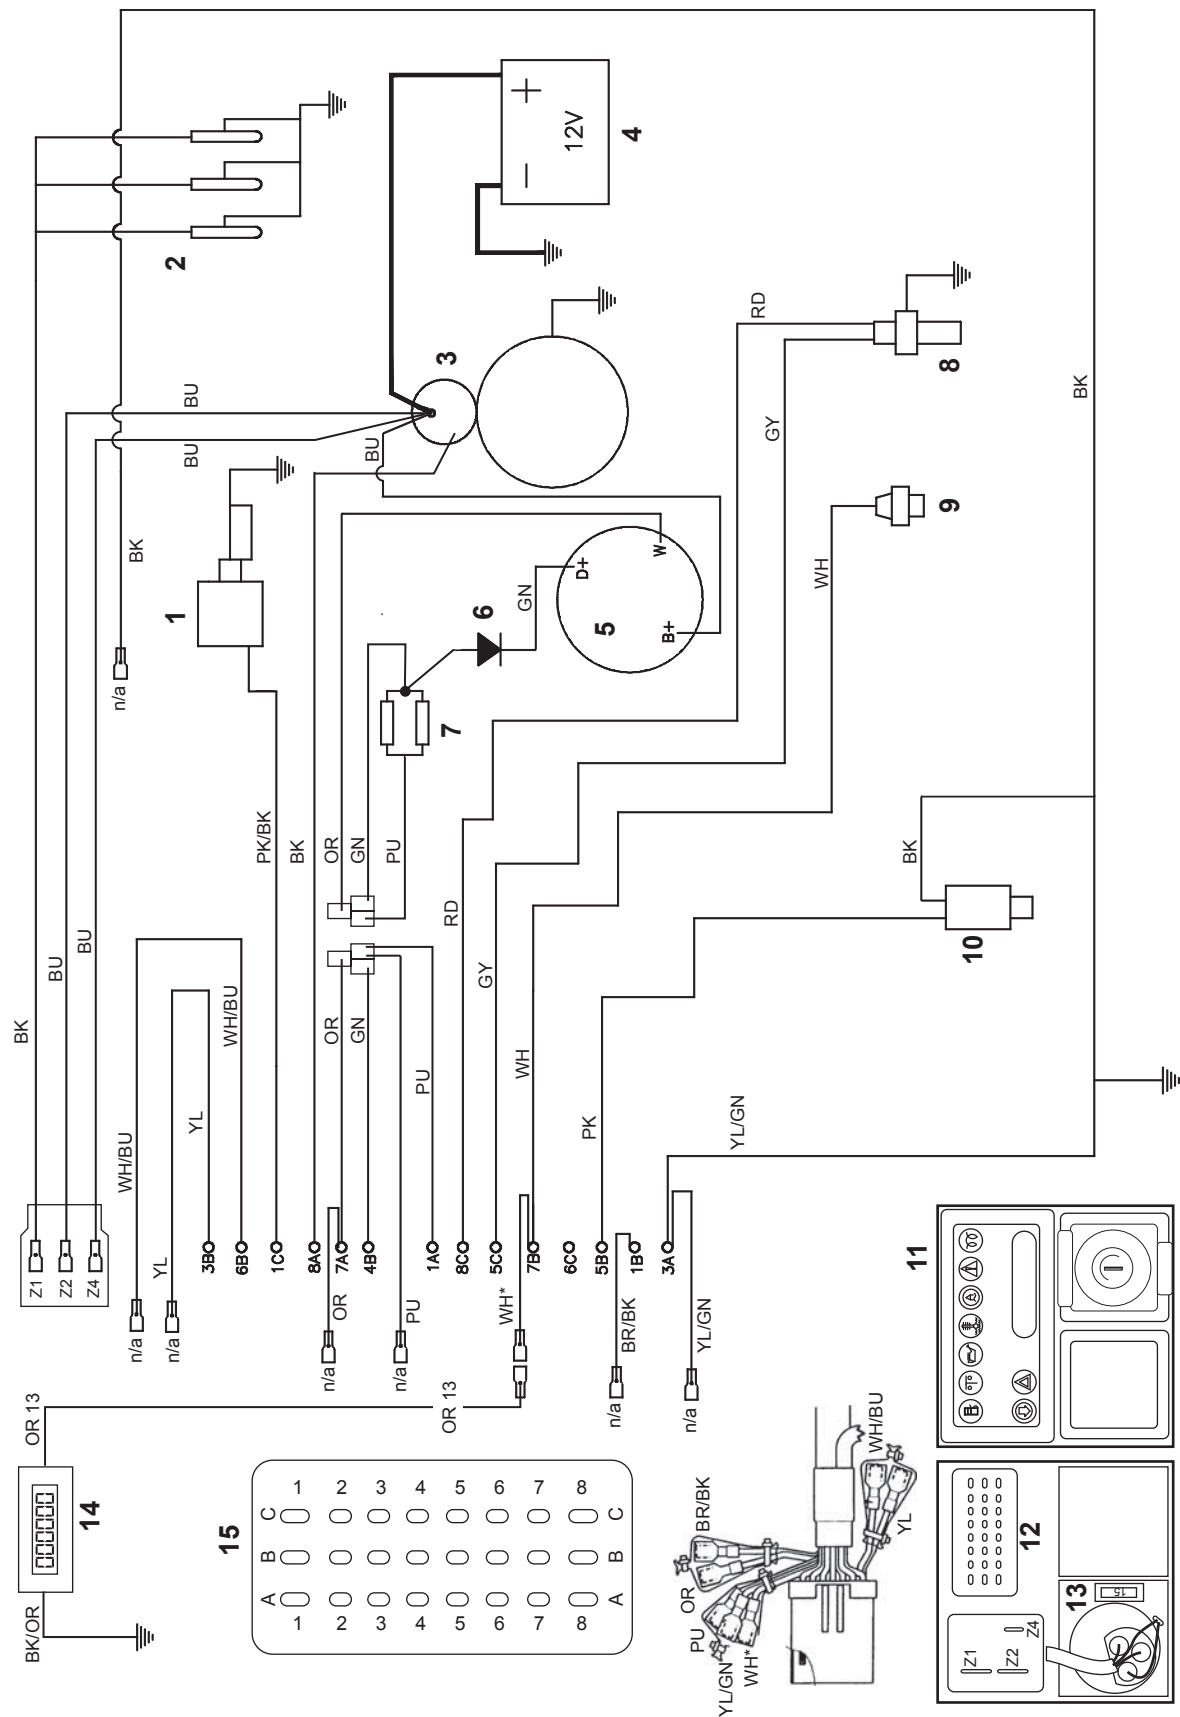 BK
BU
BU
BK
2
BU
BU
BK
1
3
BU
+
-
12V
4
RD
GY
8
BK
n/a
PK/BK
BK
OR
GN
PU
7
6
GN
D+
W
B+
5
WH
9
BK
10
WH/BU
YL
WH/BU
YL
OR
GN
PU
RD
GY
WH
PK
YL/GN
Z1
Z2
Z4
n/a
n/a
3B
6B
1C
8A
7A
4B
1A
8C
5C
7B
6C
5B
1B
3A
n/a
OR
n/a
PU
WH*
n/a
BR/BK
n/a
YL/GN
OR 13
OR 13
14
BK/OR
15
C B A
1 1
2 2
3 3
4 4
5 5
6 6
7 7
8 8
C B A
BR/BK
OR
PU
YL/GN
WH*
WH/BU
YL
11
12
13
15
Z1
Z2
Z4